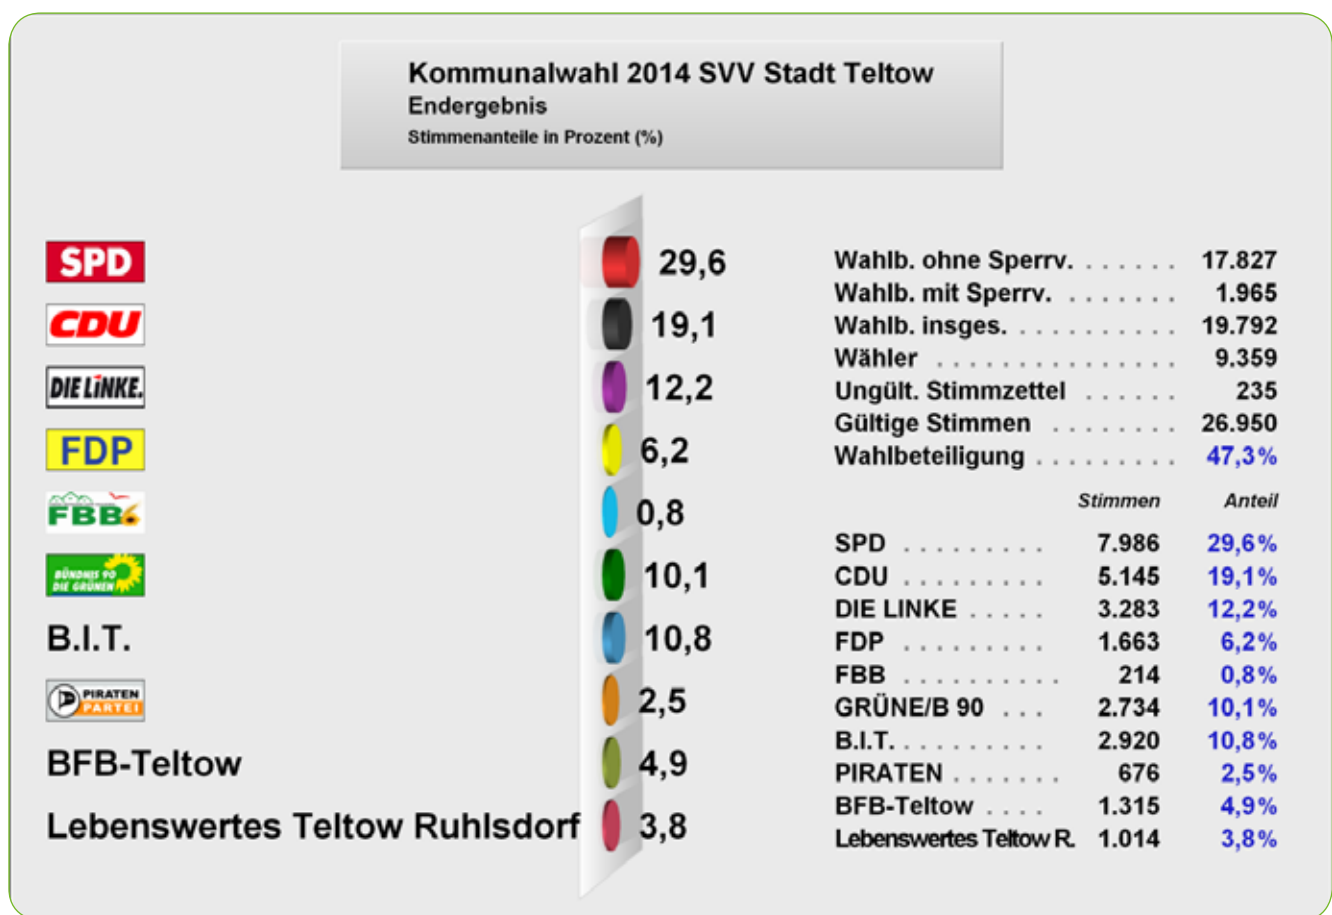 Kommunalwahl 2014 SVV Stadt Teltow
Endergebnis
Stimmenanteile in Prozent (%)
SPD 29,6
CDU 19,1
DIE LINKE. 12,2
FDP 6,2
FBB 0,8
BÜNDNIS 90
DIE GRÜNEN 10,1
B.I.T. 10,8
PIRATEN
PARTEI 2,5
BFB-Teltow 4,9
Lebenswertes Teltow Ruhlsdorf 3,8
Wahlb. ohne Sperrv. . . . . . . 17.827
Wahlb. mit Sperrv. . . . . . . . 1.965
Wahlb. insges. . . . . . . . . . . 19.792
Wähler . . . . . . . . . . . . . . . 9.359
Ungült. Stimmzettel . . . . . . 235
Gültige Stimmen . . . . . . . . 26.950
Wahlbeteiligung . . . . . . . . . 47,3%
Stimmen Anteil
SPD . . . . . . . . . 7.986 29,6%
CDU . . . . . . . . . 5.145 19,1%
DIE LINKE . . . . . 3.283 12,2%
FDP . . . . . . . . . 1.663 6,2%
FBB . . . . . . . . . . 214 0,8%
GRÜNE/B 90 . . . 2.734 10,1%
B.I.T. . . . . . . . . . 2.920 10,8%
PIRATEN . . . . . . . 676 2,5%
BFB-Teltow . . . . 1.315 4,9%
Lebenswertes Teltow R. 1.014 3,8%